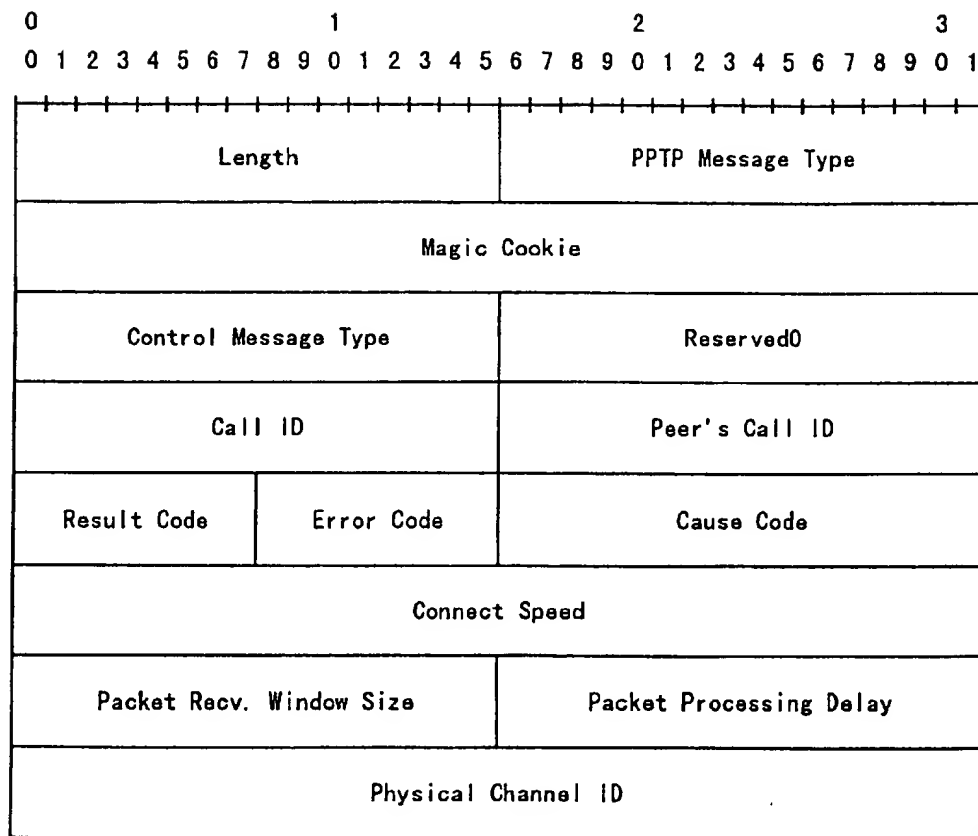 0 1 2 3
0 1 2 3 4 5 6 7 8 9 0 1 2 3 4 5 6 7 8 9 0 1 2 3 4 5 6 7 8 9 0 1
Length PPTP Message Type
Magic Cookie
Control Message Type Reserved0
Call ID Peer's Call ID
Result Code Error Code Cause Code
Connect Speed
Packet Recv. Window Size Packet Processing Delay
Physical Channel ID